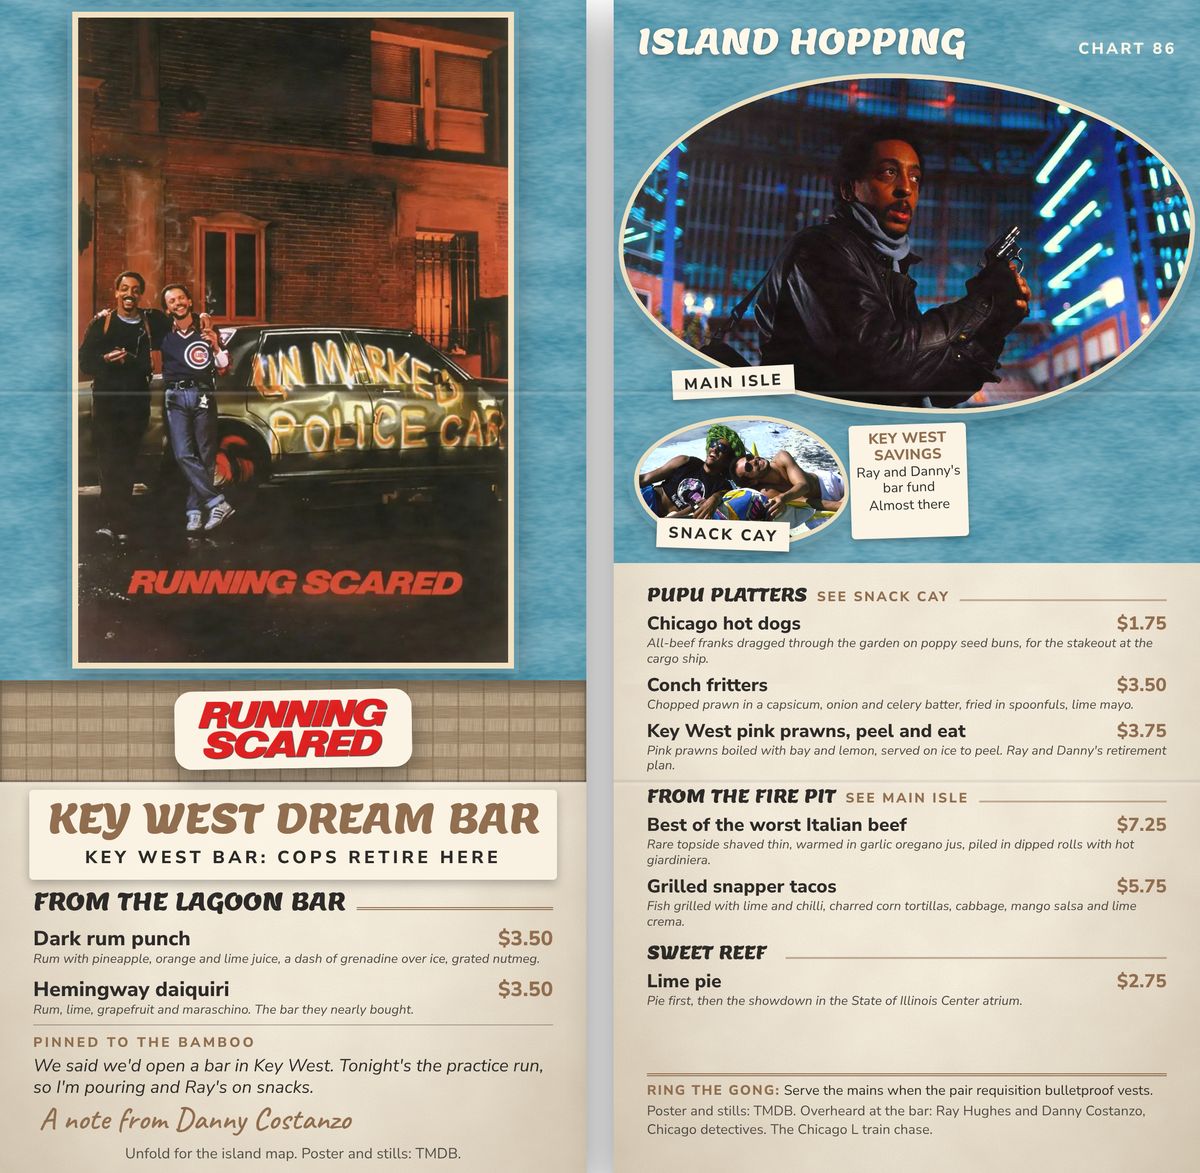 UN MARKED
POLICE CAR
RUNNING SCARED
RUNNING
SCARED
KEY WEST DREAM BAR
KEY WEST BAR: COPS RETIRE HERE
FROM THE LAGOON BAR
Dark rum punch $3.50
Rum with pineapple, orange and lime juice, a dash of grenadine over ice, grated nutmeg.
Hemingway daiquiri $3.50
Rum, lime, grapefruit and maraschino. The bar they nearly bought.
PINNED TO THE BAMBOO
We said we'd open a bar in Key West. Tonight's the practice run,
so I'm pouring and Ray's on snacks.
A note from Danny Costanzo
Unfold for the island map. Poster and stills: TMDB.
ISLAND HOPPING
CHART 86
MAIN ISLE
SNACK CAY
KEY WEST
SAVINGS
Ray and Danny's
bar fund
Almost there
PUPU PLATTERS SEE SNACK CAY
Chicago hot dogs $1.75
All-beef franks dragged through the garden on poppy seed buns, for the stakeout at the
cargo ship.
Conch fritters $3.50
Chopped prawn in a capsicum, onion and celery batter, fried in spoonfuls, lime mayo.
Key West pink prawns, peel and eat $3.75
Pink prawns boiled with bay and lemon, served on ice to peel. Ray and Danny's retirement
plan.
FROM THE FIRE PIT SEE MAIN ISLE
Best of the worst Italian beef $7.25
Rare topside shaved thin, warmed in garlic oregano jus, piled in dipped rolls with hot
giardiniera.
Grilled snapper tacos $5.75
Fish grilled with lime and chilli, charred corn tortillas, cabbage, mango salsa and lime
crema.
SWEET REEF
Lime pie $2.75
Pie first, then the showdown in the State of Illinois Center atrium.
RING THE GONG: Serve the mains when the pair requisition bulletproof vests.
Poster and stills: TMDB. Overheard at the bar: Ray Hughes and Danny Costanzo,
Chicago detectives. The Chicago L train chase.